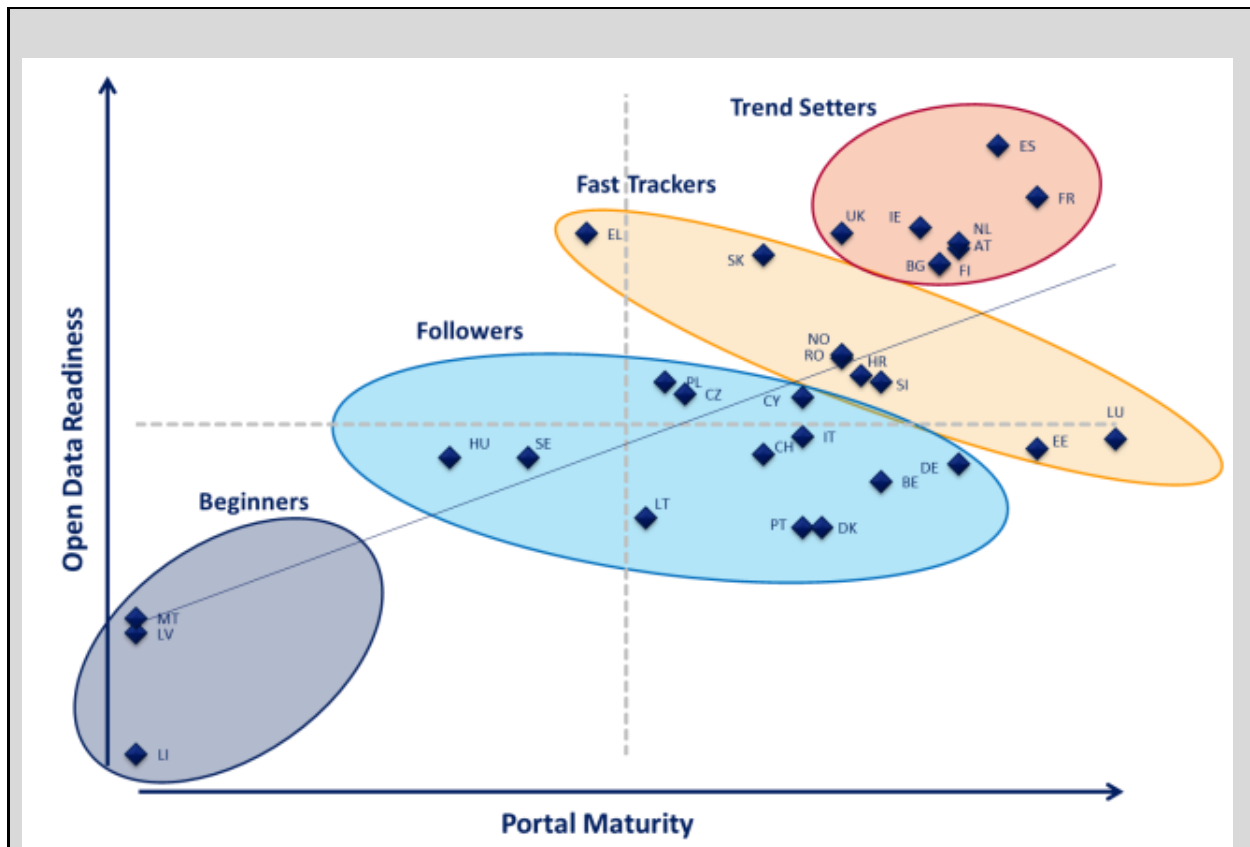 Trend Setters
ES
Fast Trackers
FR
UK
IE
EL
NL
AT
SK
BG
FI
Followers
NO
RO
HR
PL
SI
CZ
CY
LU
IT
HU
SE
CH
EE
DE
BE
Beginners
LT
PT
DK
MT
LV
LI
Open Data Readiness
Portal Maturity